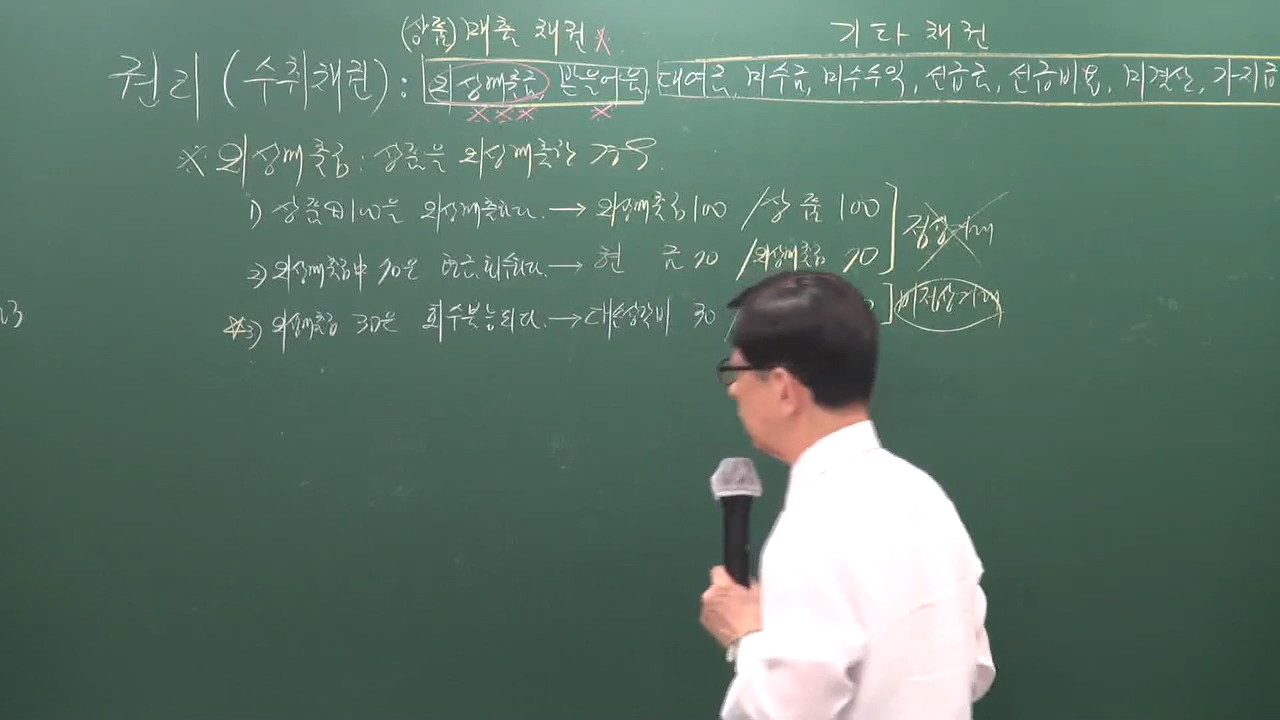 (상품)매출 채권 기타 채권
권리 (수취채권) : 외상매출금, 받을어음, 대여금, 미수금, 미수수익, 선급금, 선급비용, 미결산, 가지급
※ 외상매출금 : 상품을 외상매출한 경우.
1) 상품 @100을 외상매출하다. → 외상매출금 100 / 상 품 100
2) 외상매출금 中 70은 현금회수하다. → 현 금 70 / 외상매출금 70
☆3) 외상매출금 30은 회수불능되다. → 대손상각비 30 /
정상거래
비정상거래